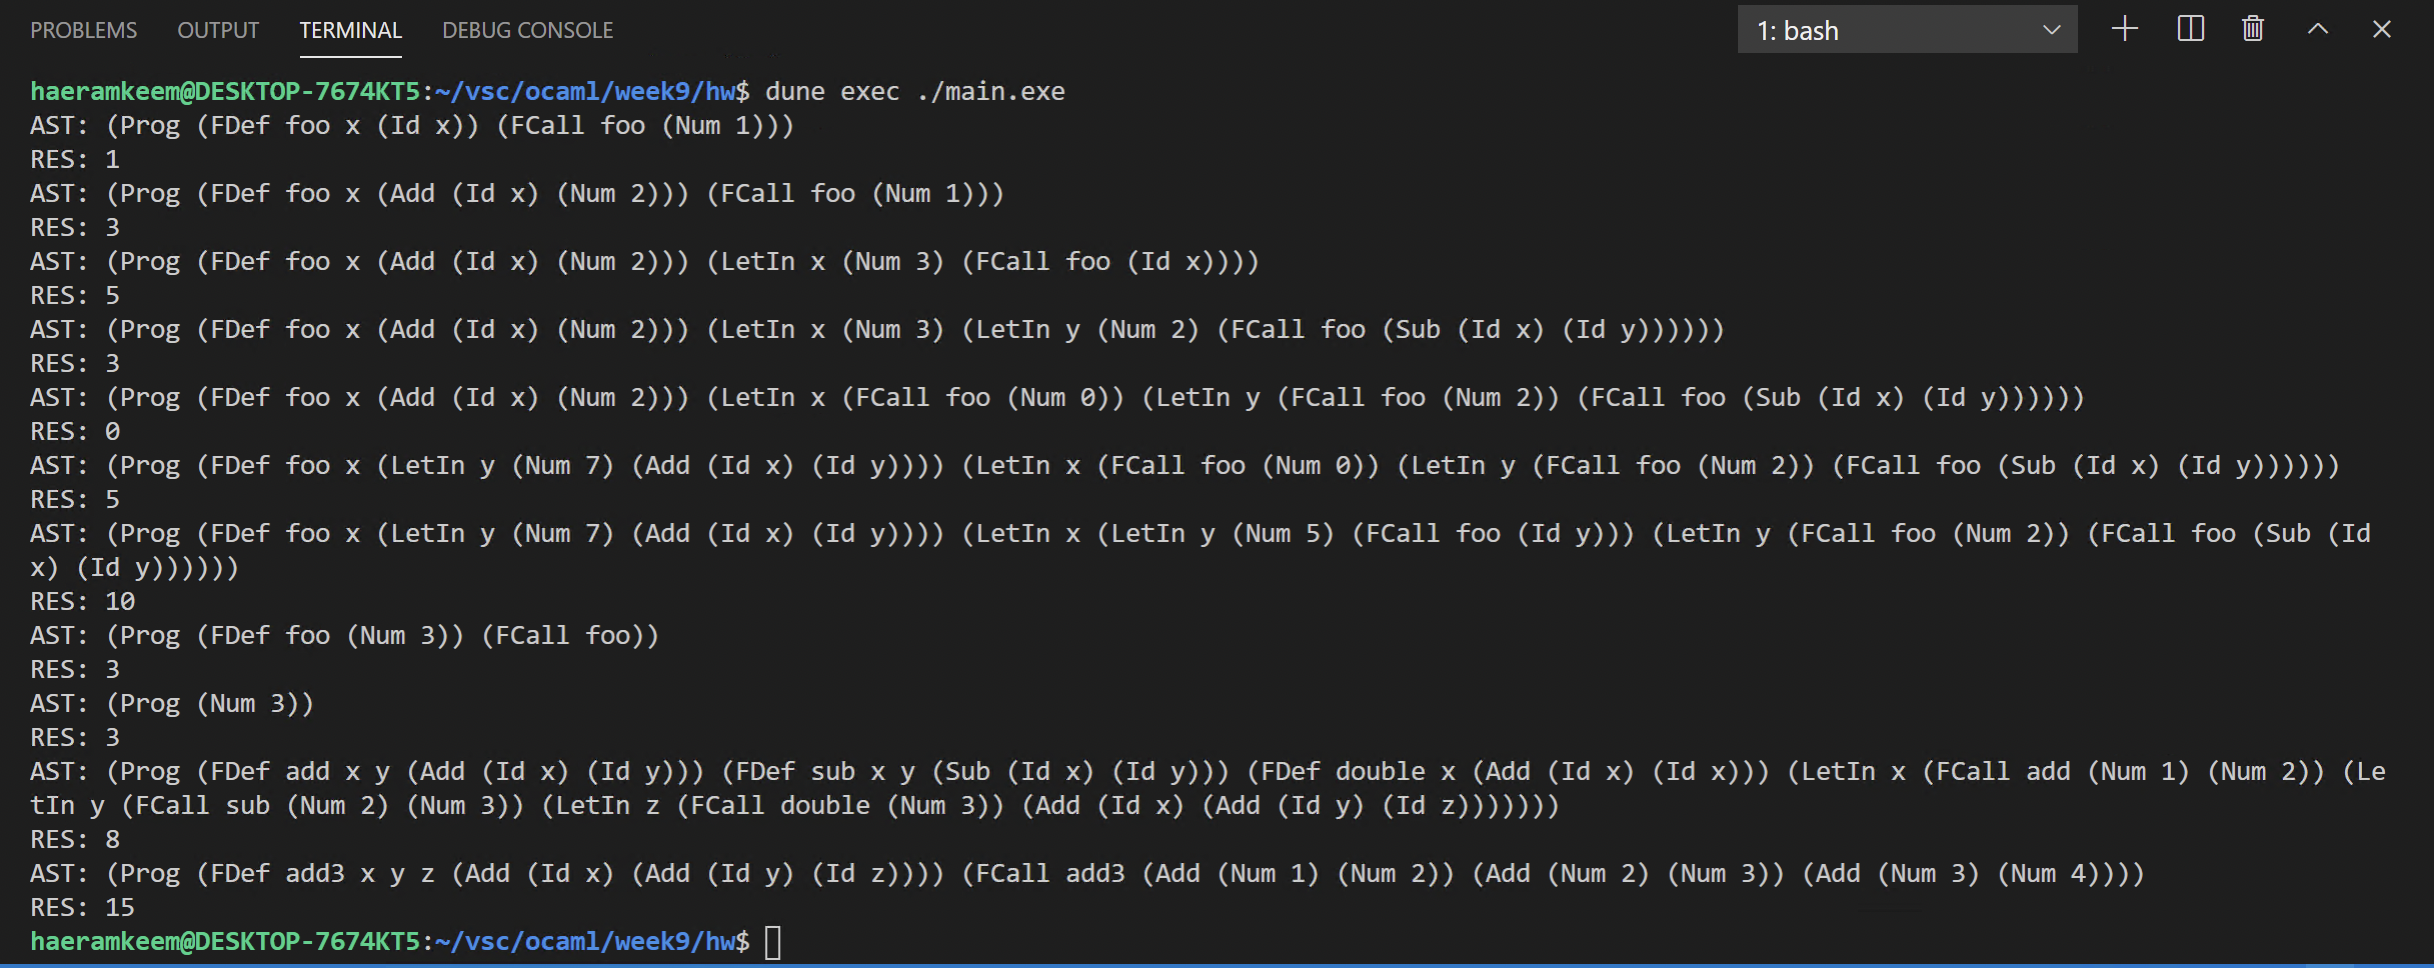 PROBLEMS OUTPUT TERMINAL DEBUG CONSOLE 1: bash
haeramkeem@DESKTOP-7674KT5:~/vsc/ocaml/week9/hw$ dune exec ./main.exe
AST: (Prog (FDef foo x (Id x)) (FCall foo (Num 1)))
RES: 1
AST: (Prog (FDef foo x (Add (Id x) (Num 2))) (FCall foo (Num 1)))
RES: 3
AST: (Prog (FDef foo x (Add (Id x) (Num 2))) (LetIn x (Num 3) (FCall foo (Id x))))
RES: 5
AST: (Prog (FDef foo x (Add (Id x) (Num 2))) (LetIn x (Num 3) (LetIn y (Num 2) (FCall foo (Sub (Id x) (Id y))))))
RES: 3
AST: (Prog (FDef foo x (Add (Id x) (Num 2))) (LetIn x (FCall foo (Num 0)) (LetIn y (FCall foo (Num 2)) (FCall foo (Sub (Id x) (Id y))))))
RES: 0
AST: (Prog (FDef foo x (LetIn y (Num 7) (Add (Id x) (Id y)))) (LetIn x (FCall foo (Num 0)) (LetIn y (FCall foo (Num 2)) (FCall foo (Sub (Id x) (Id y))))))
RES: 5
AST: (Prog (FDef foo x (LetIn y (Num 7) (Add (Id x) (Id y)))) (LetIn x (LetIn y (Num 5) (FCall foo (Id y))) (LetIn y (FCall foo (Num 2)) (FCall foo (Sub (Id
x) (Id y))))))
RES: 10
AST: (Prog (FDef foo (Num 3)) (FCall foo))
RES: 3
AST: (Prog (Num 3))
RES: 3
AST: (Prog (FDef add x y (Add (Id x) (Id y))) (FDef sub x y (Sub (Id x) (Id y))) (FDef double x (Add (Id x) (Id x))) (LetIn x (FCall add (Num 1) (Num 2)) (Le
tIn y (FCall sub (Num 2) (Num 3)) (LetIn z (FCall double (Num 3)) (Add (Id x) (Add (Id y) (Id z)))))))
RES: 8
AST: (Prog (FDef add3 x y z (Add (Id x) (Add (Id y) (Id z)))) (FCall add3 (Add (Num 1) (Num 2)) (Add (Num 2) (Num 3)) (Add (Num 3) (Num 4))))
RES: 15
haeramkeem@DESKTOP-7674KT5:~/vsc/ocaml/week9/hw$